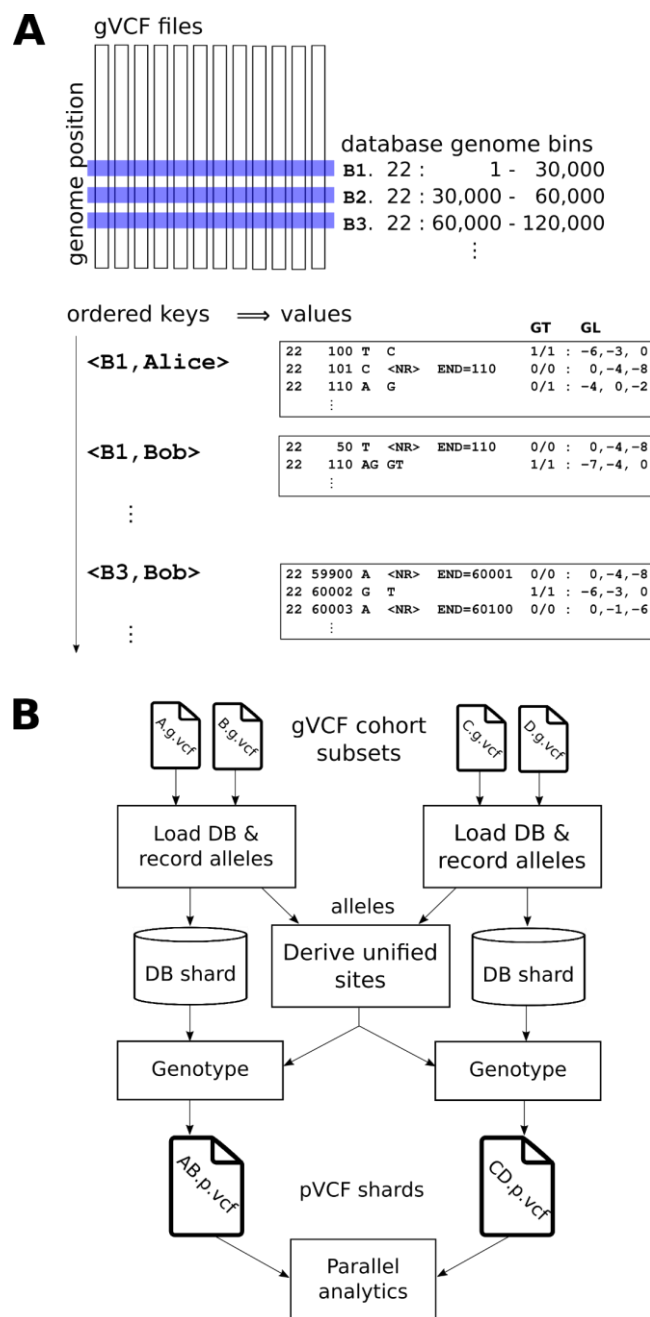 A
gVCF files
genome position
database genome bins
B1. 22 : 1 - 30,000
B2. 22 : 30,000 - 60,000
B3. 22 : 60,000 - 120,000
⋮
ordered keys ⟹ values
GT GL
<B1,Alice>
22 100 T C 1/1 : -6,-3, 0
22 101 C <NR> END=110 0/0 : 0,-4,-8
22 110 A G 0/1 : -4, 0,-2
⋮
<B1,Bob>
22 50 T <NR> END=110 0/0 : 0,-4,-8
22 110 AG GT 1/1 : -7,-4, 0
⋮
⋮
<B3,Bob>
22 59900 A <NR> END=60001 0/0 : 0,-4,-8
22 60002 G T 1/1 : -6,-3, 0
22 60003 A <NR> END=60100 0/0 : 0,-1,-6
⋮
⋮
B
A.g.vcf
B.g.vcf
gVCF cohort
subsets
C.g.vcf
D.g.vcf
Load DB &
record alleles
Load DB &
record alleles
alleles
DB shard
Derive unified
sites
DB shard
Genotype
Genotype
AB.p.vcf
pVCF shards
CD.p.vcf
Parallel
analytics